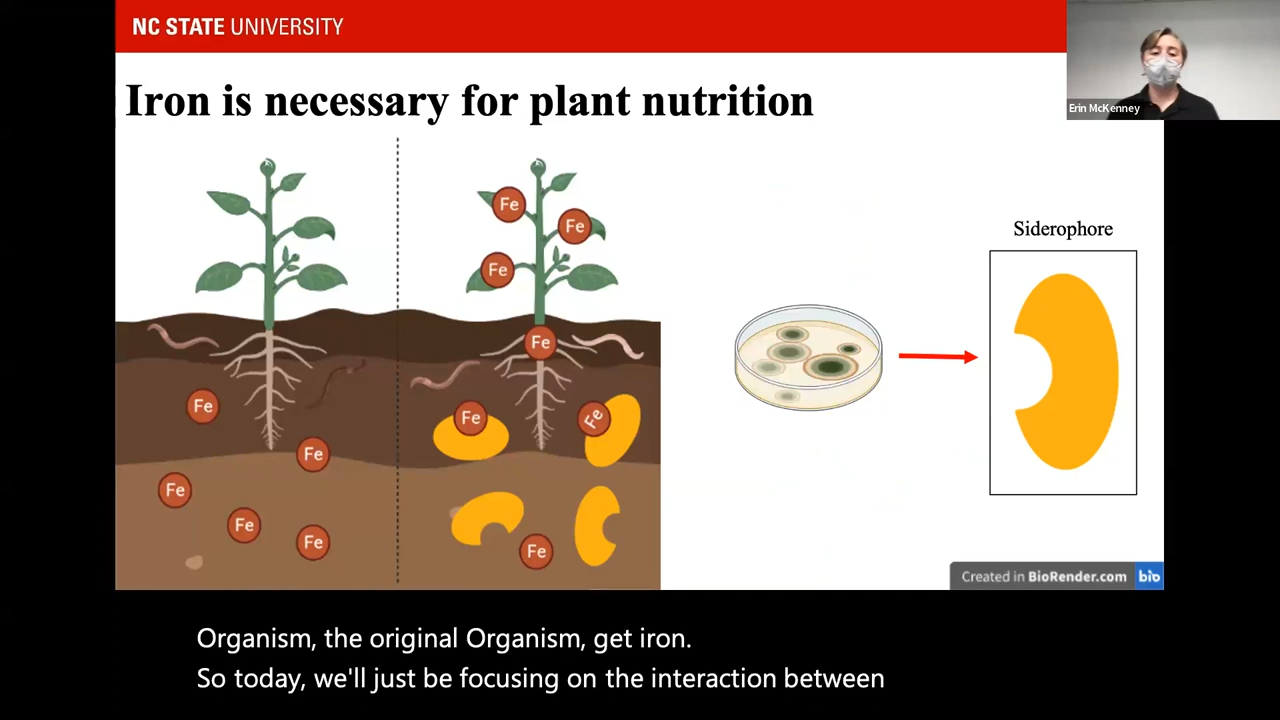 NC STATE UNIVERSITY
Erin McKenney
Iron is necessary for plant nutrition
Fe
Fe
Fe
Siderophore
Fe
Fe
Fe
Fe
Fe
Fe
Fe
Fe
Fe
Created in BioRender.com bio
Organism, the original Organism, get iron.
So today, we'll just be focusing on the interaction between